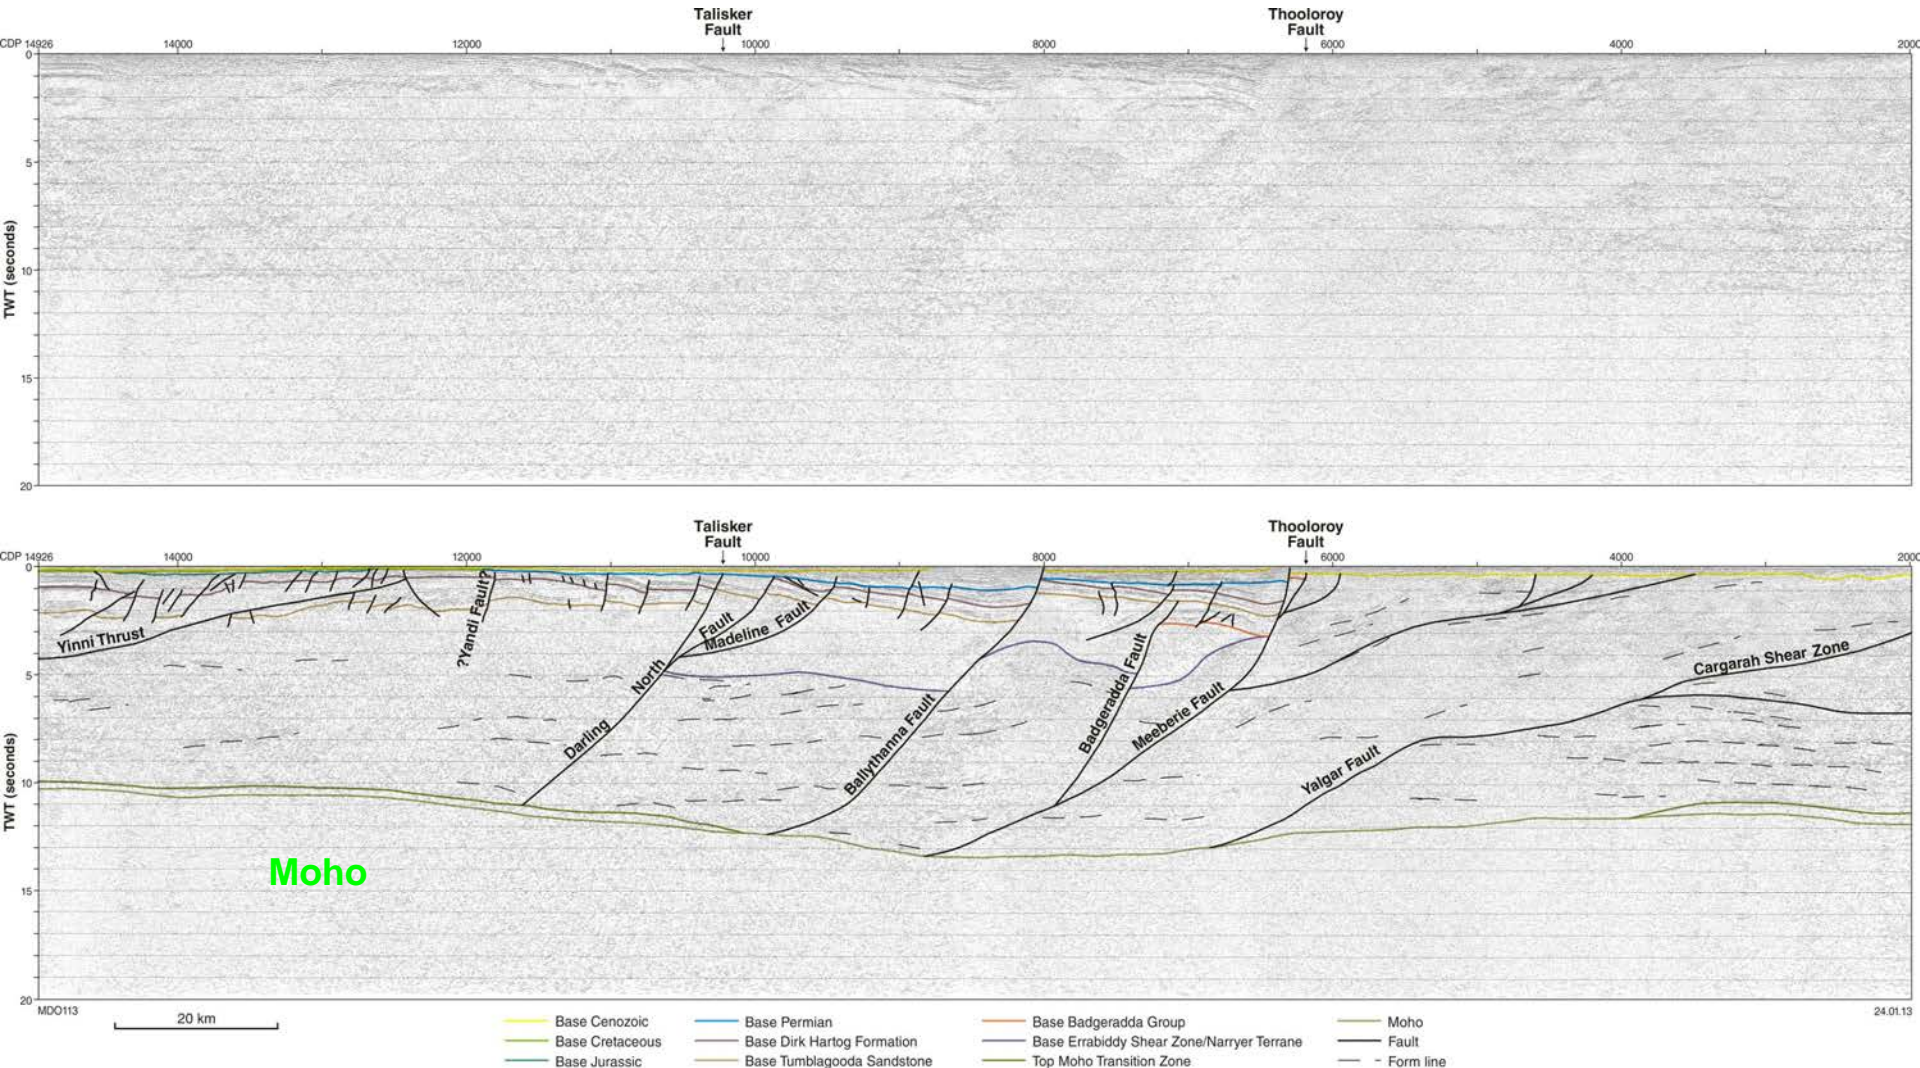 Talisker
Fault
Thooloroy
Fault
CDP 14926
14000
12000
10000
8000
6000
4000
2000
0
5
10
15
20
TWT (seconds)
Talisker
Fault
Thooloroy
Fault
CDP 14926
14000
12000
10000
8000
6000
4000
2000
0
5
10
15
20
TWT (seconds)
Yinni Thrust
?Yandi Fault?
Darling
North
Fault
Madeline Fault
Ballythanna Fault
Badgeradda Fault
Meeberie Fault
Yalgar Fault
Cargarah Shear Zone
Moho
MDO113
24.01.13
20 km
Base Cenozoic
Base Cretaceous
Base Jurassic
Base Permian
Base Dirk Hartog Formation
Base Tumblagooda Sandstone
Base Badgeradda Group
Base Errabiddy Shear Zone/Narryer Terrane
Top Moho Transition Zone
Moho
Fault
Form line